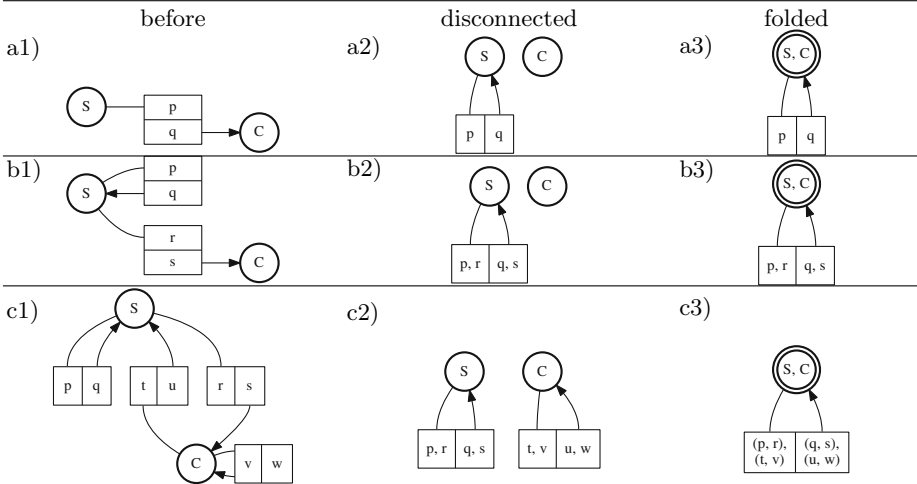 before disconnected folded
a1) a2) a3)
S C S, C
S p
q C
p q p q
b1) b2) b3)
p
S q
S C S, C
r
s C
p, r q, s p, r q, s
c1) c2) c3)
S
p q t u r s
S C S, C
p, r q, s t, v u, w
(p, r), (q, s),
(t, v) (u, w)
C v w